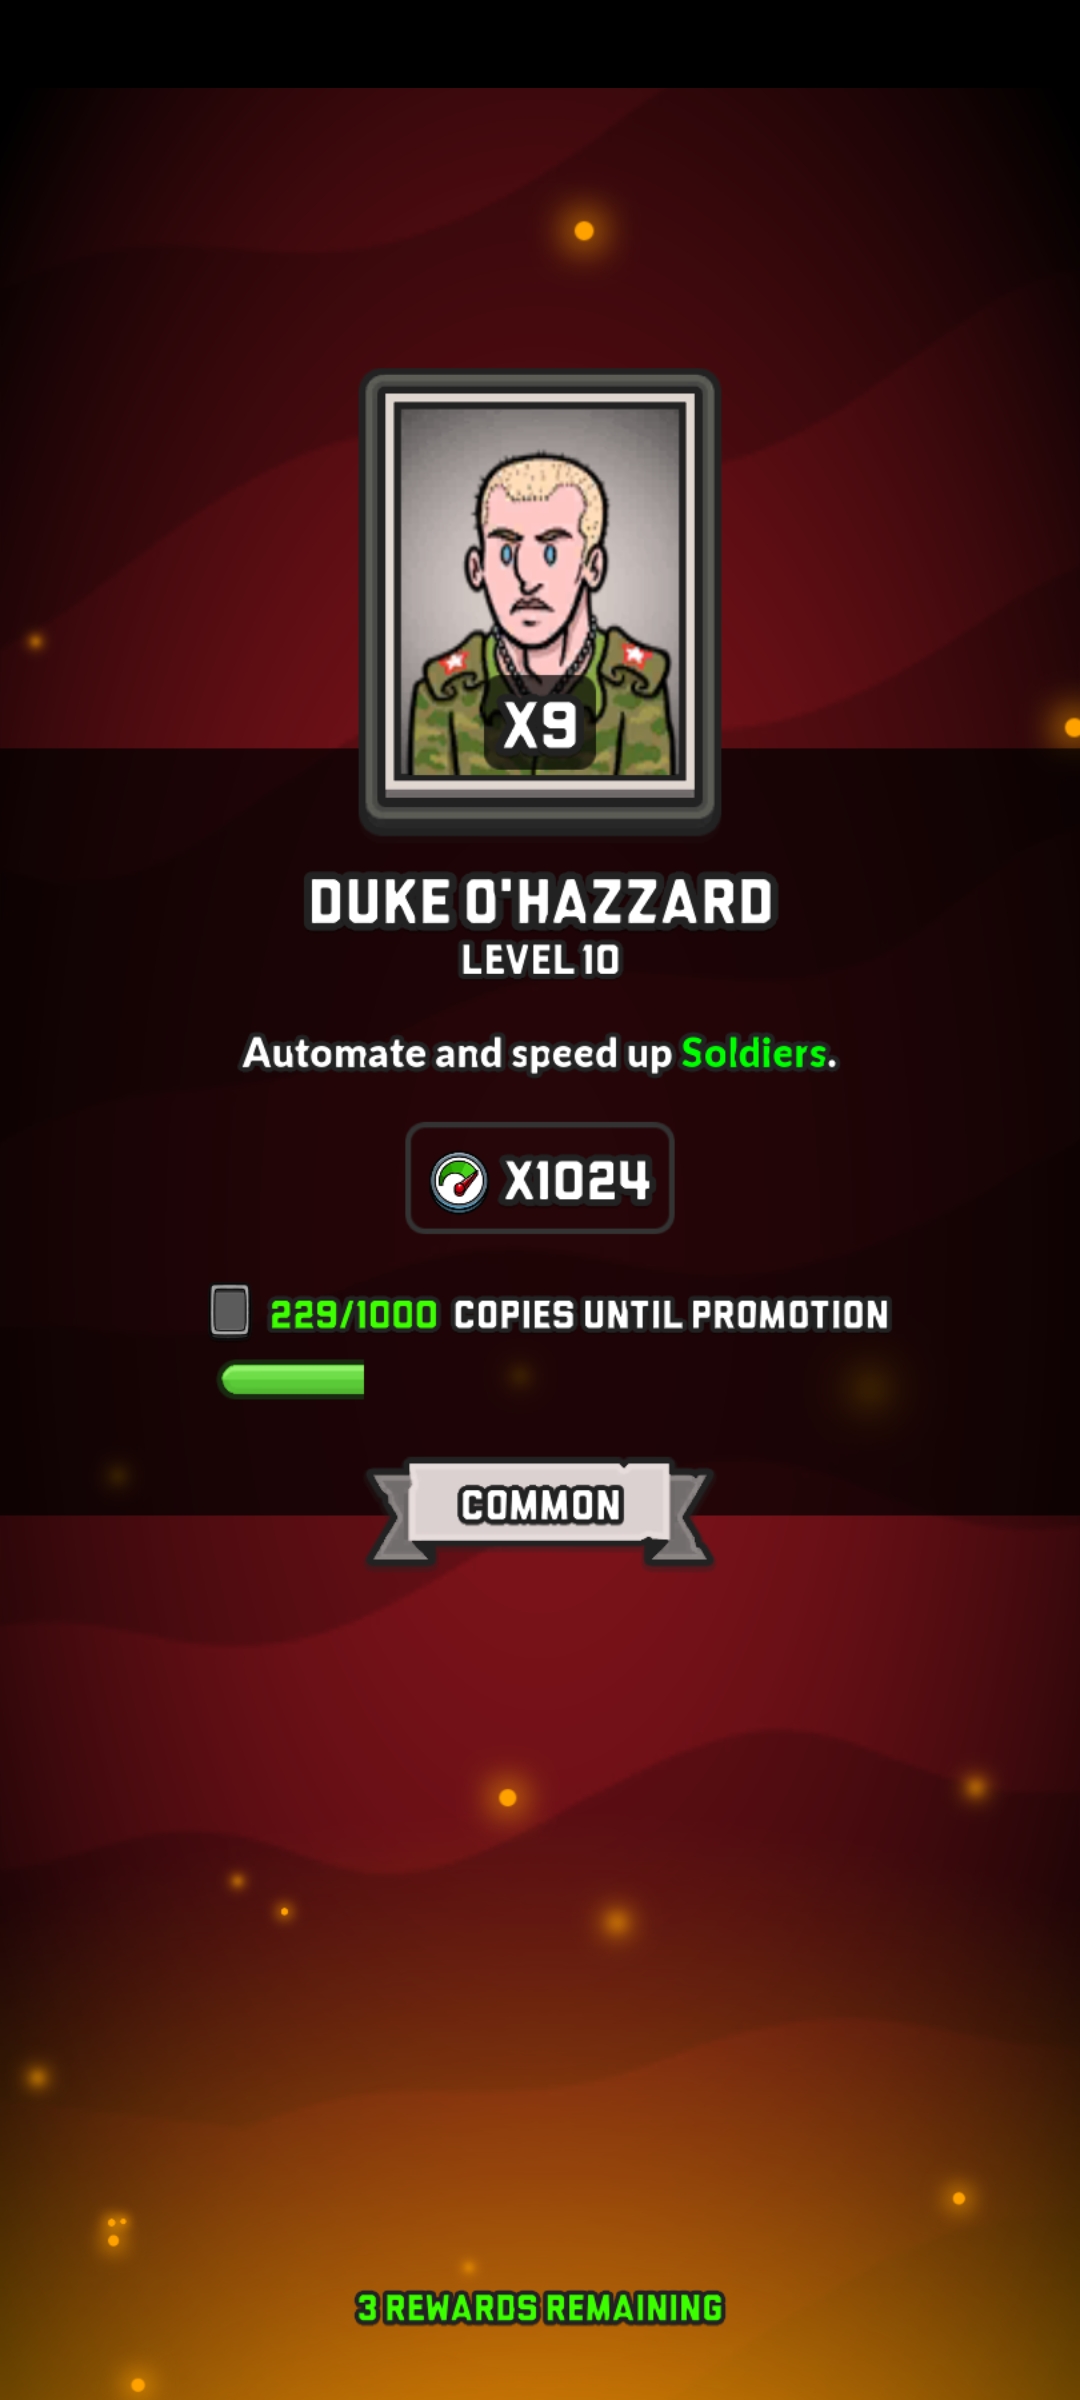 X9
DUKE O'HAZZARD
LEVEL 10
Automate and speed up Soldiers.
X1024
229/1000 COPIES UNTIL PROMOTION
COMMON
3 REWARDS REMAINING